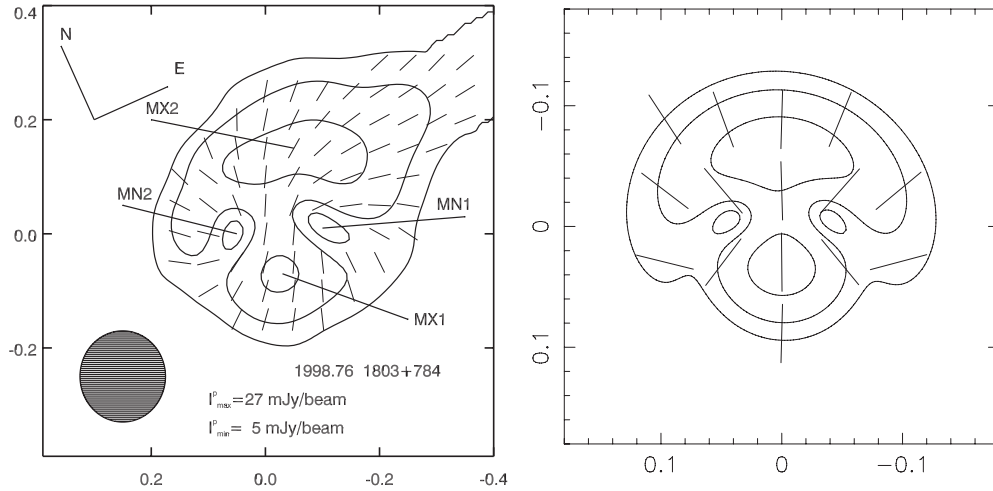 0.4
0.2
0.0
-0.2
0.2
0.0
-0.2
-0.4
N
E
MX2
MN2
MN1
MX1
1998.76 1803+784
I^p_max=27 mJy/beam
I^p_min= 5 mJy/beam
-0.1
0
0.1
0.1
0
-0.1